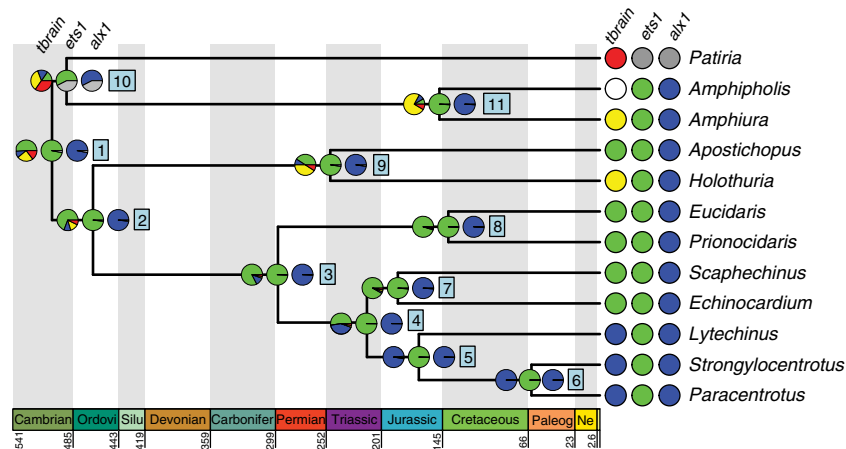 tbrain ets1 alx1
tbrain ets1 alx1
Patiria
10
Amphipholis
11
Amphiura
1
Apostichopus
9
Holothuria
2
Eucidaris
8
Prionocidaris
3
Scaphechinus
7
Echinocardium
4
Lytechinus
5
Strongylocentrotus
6
Paracentrotus
Cambrian Ordovi Silu Devonian Carbonifer Permian Triassic Jurassic Cretaceous Paleog Ne
541 485 443 419 359 299 252 201 145 66 23 2.6